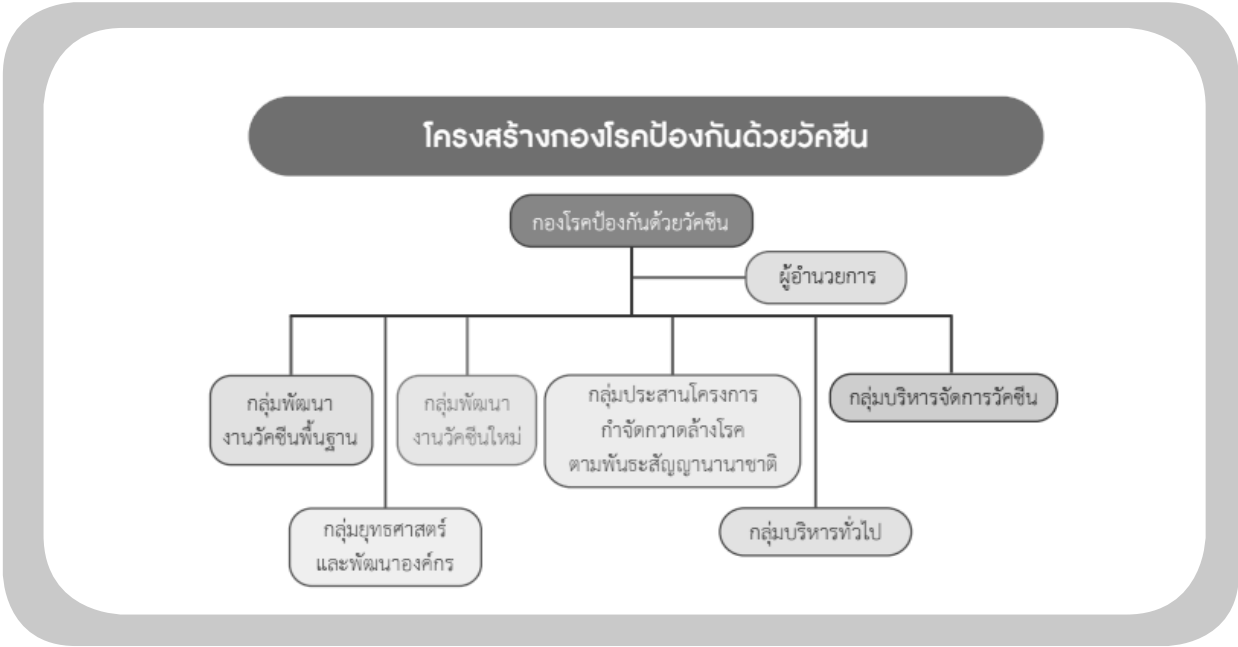 โครงสร้างกองโรคป้องกันด้วยวัคซีน
กองโรคป้องกันด้วยวัคซีน
ผู้อำนวยการ
กลุ่มพัฒนา
งานวัคซีนพื้นฐาน
กลุ่มพัฒนา
งานวัคซีนใหม่
กลุ่มประสานโครงการ
กำจัดกวาดล้างโรค
ตามพันธะสัญญานานาชาติ
กลุ่มบริหารจัดการวัคซีน
กลุ่มยุทธศาสตร์
และพัฒนาองค์กร
กลุ่มบริหารทั่วไป